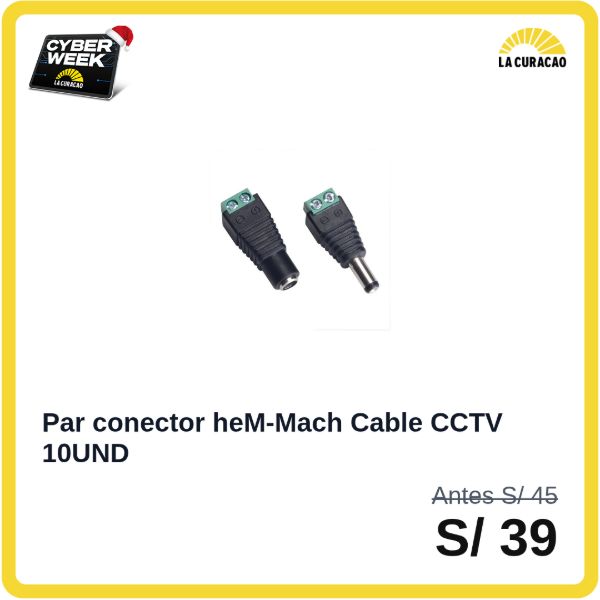 CYBER
WEEK
LA CURACAO
LA CURACAO
Par conector heM-Mach Cable CCTV
10UND
Antes S/ 45
S/ 39